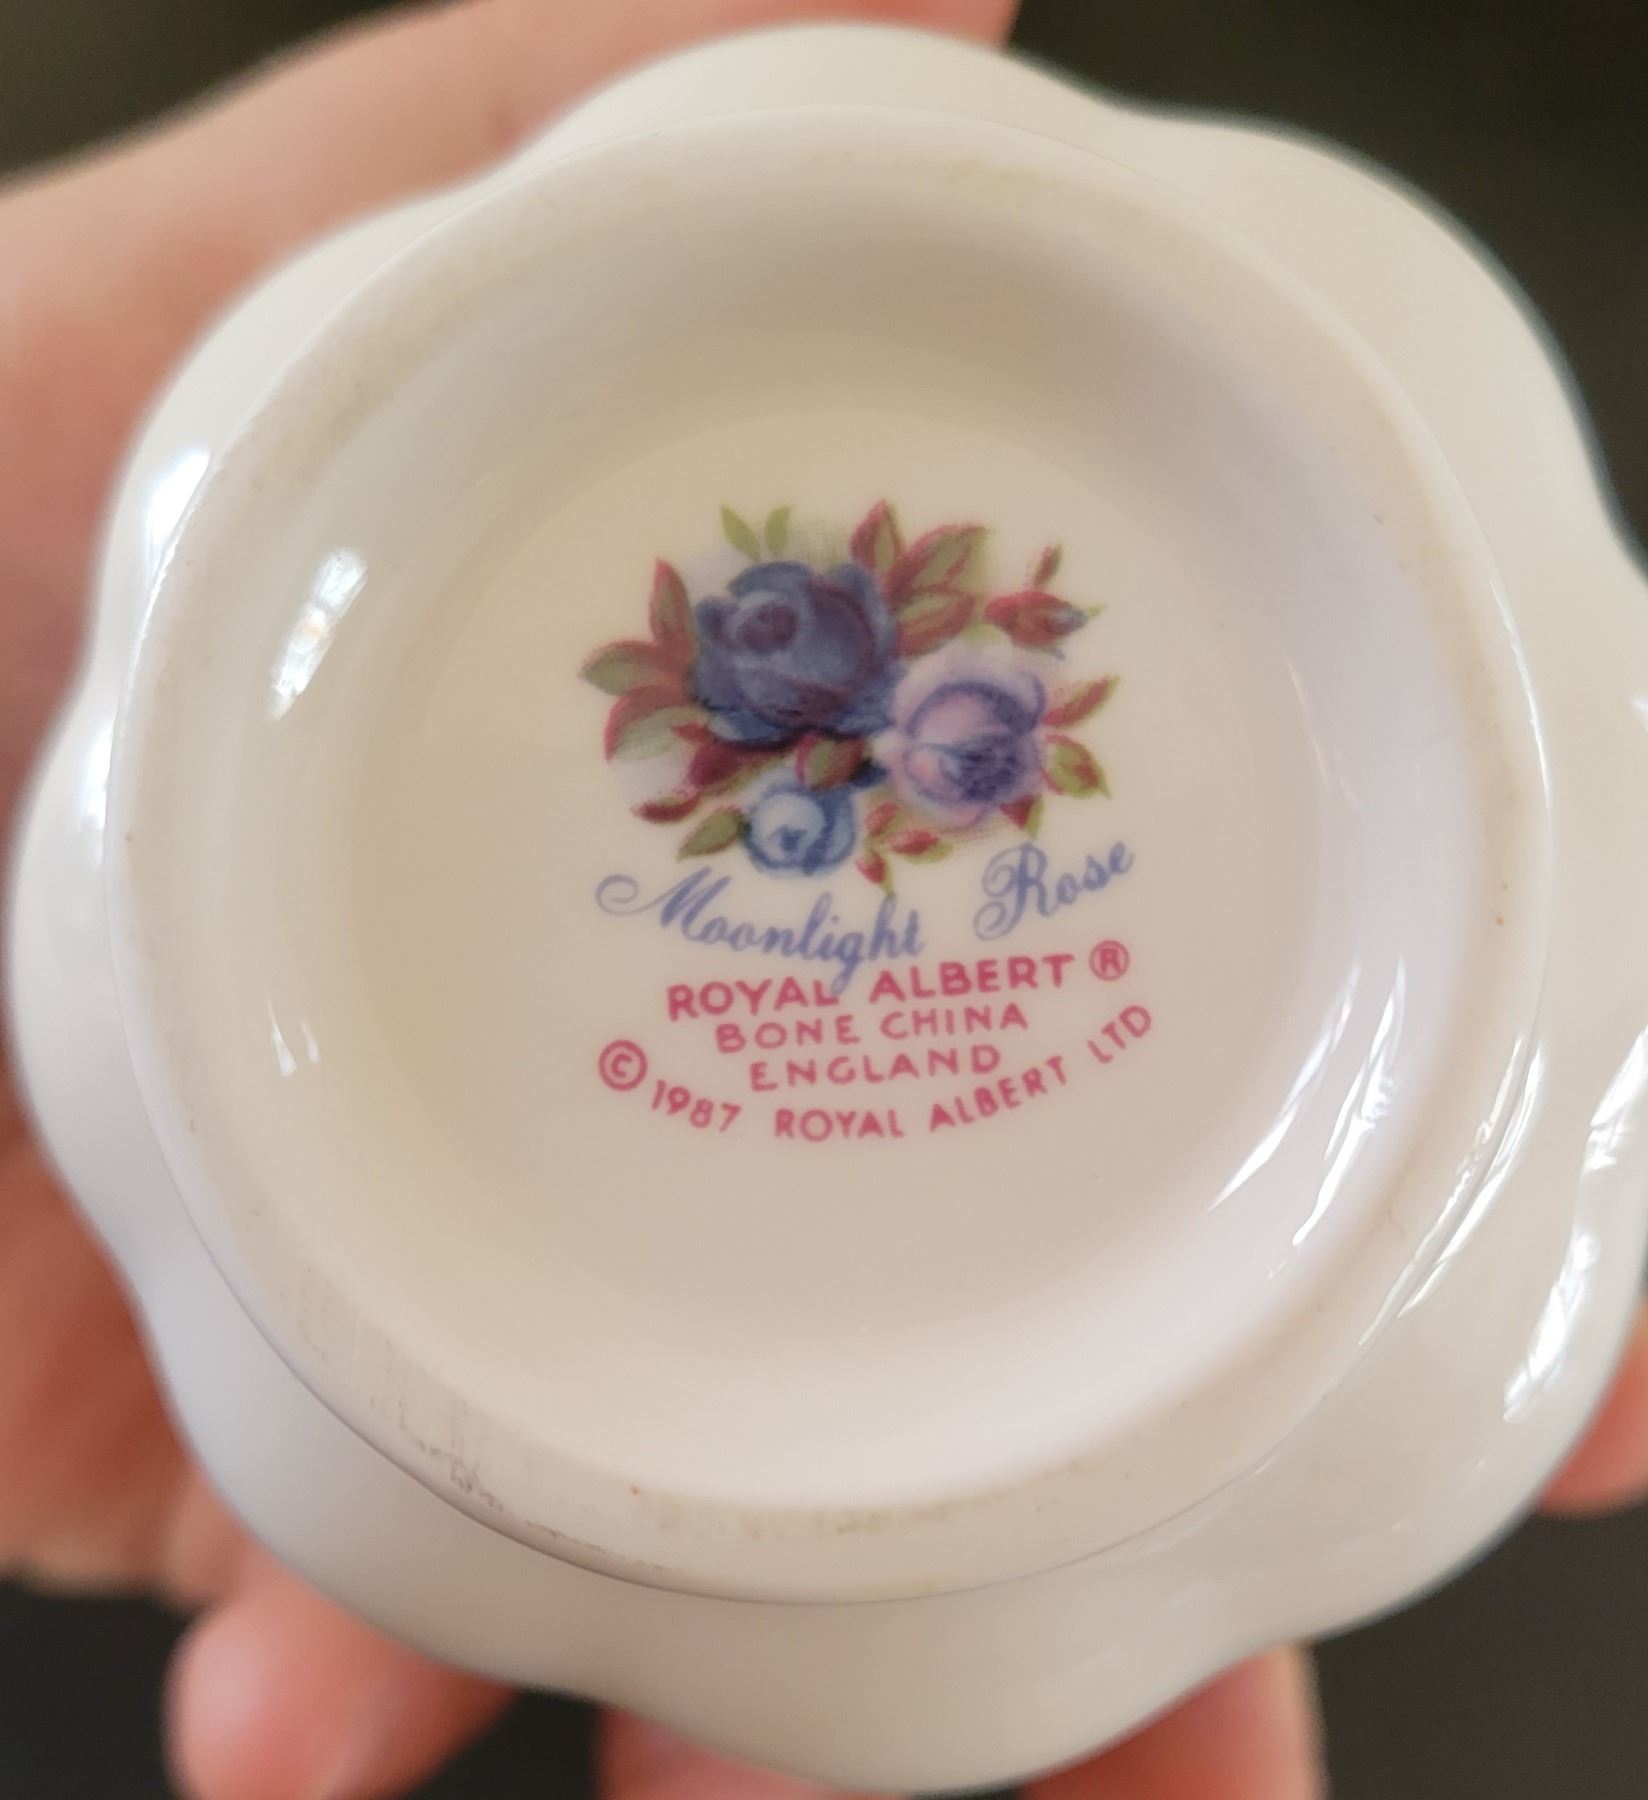 Moonlight Rose
ROYAL ALBERT ®
BONE CHINA
ENGLAND
© 1987 ROYAL ALBERT LTD